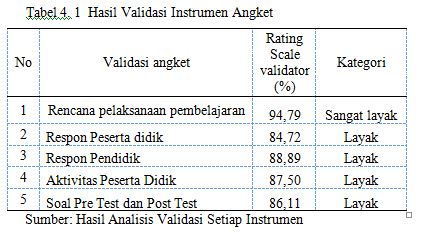 Tabel 4. 1 Hasil Validasi Instrumen Angket
No Validasi angket Rating Scale validator (%) Kategori
1 Rencana pelaksanaan pembelajaran 94,79 Sangat layak
2 Respon Peserta didik 84,72 Layak
3 Respon Pendidik 88,89 Layak
4 Aktivitas Peserta Didik 87,50 Layak
5 Soal Pre Test dan Post Test 86,11 Layak
Sumber: Hasil Analisis Validasi Setiap Instrumen